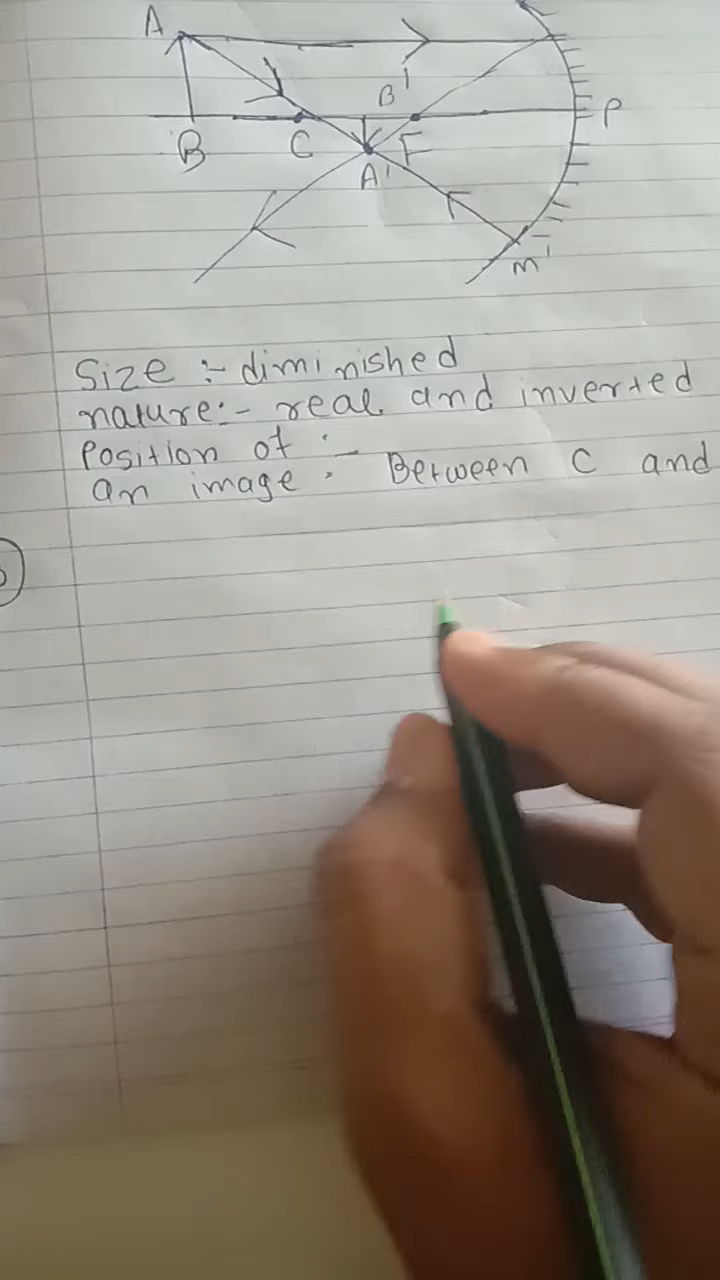 A
B'
P
B
C
F
A'
m'
Size :- diminished
nature:- real and inverted
Position of :-
an image : Between C and